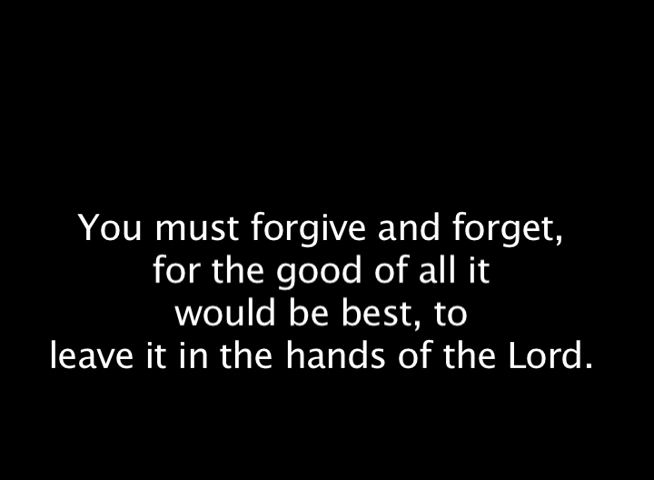 You must forgive and forget,
for the good of all it
would be best, to
leave it in the hands of the Lord.